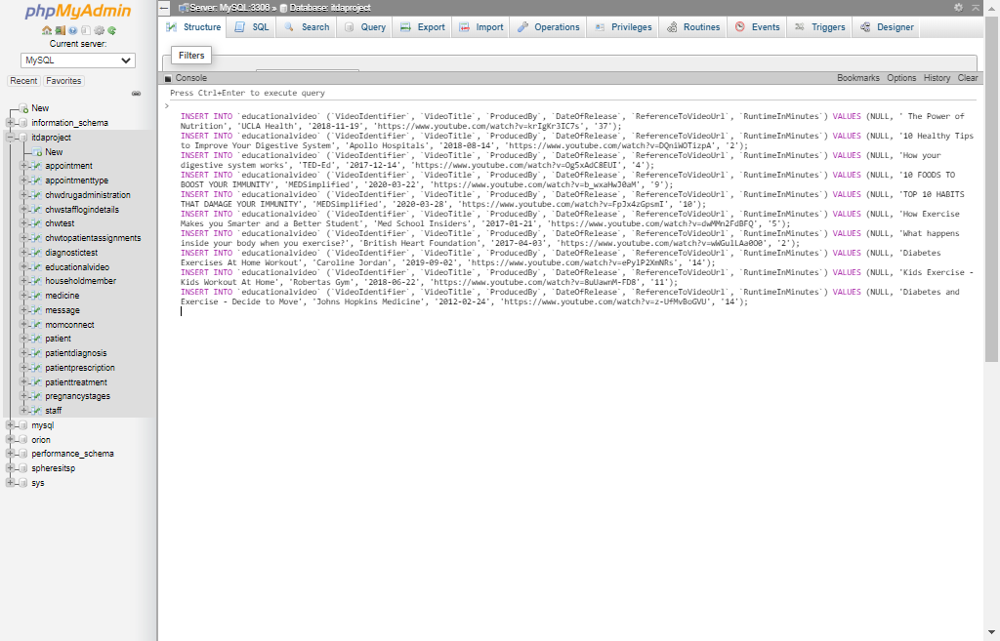 phpMyAdmin
Current server:
MySQL
Recent Favorites
New
information_schema
itdaproject
New
appointment
appointmenttype
chwdrugadministration
chwstafflogindetails
chwtest
chwtopatientassignments
diagnostictest
educationalvideo
householdmember
medicine
message
momconnect
patient
patientdiagnosis
patientprescription
patienttreatment
pregnancystages
staff
mysql
orion
performance_schema
spheresitsp
sys
Server: MySQL:3308 » Database: itdaproject
Structure SQL Search Query Export Import Operations Privileges Routines Events Triggers Designer
Filters
Console Bookmarks Options History Clear
Press Ctrl+Enter to execute query
>
INSERT INTO `educationalvideo` (`VideoIdentifier`, `VideoTitle`, `ProducedBy`, `DateOfRelease`, `ReferenceToVideoUrl`, `RuntimeInMinutes`) VALUES (NULL, ' The Power of
Nutrition', 'UCLA Health', '2018-11-19', 'https://www.youtube.com/watch?v=krIgKr3IC7s', '37');
INSERT INTO `educationalvideo` (`VideoIdentifier`, `VideoTitle`, `ProducedBy`, `DateOfRelease`, `ReferenceToVideoUrl`, `RuntimeInMinutes`) VALUES (NULL, '10 Healthy Tips
to Improve Your Digestive System', 'Apollo Hospitals', '2018-08-14', 'https://www.youtube.com/watch?v=DQniWOTizpA', '2');
INSERT INTO `educationalvideo` (`VideoIdentifier`, `VideoTitle`, `ProducedBy`, `DateOfRelease`, `ReferenceToVideoUrl`, `RuntimeInMinutes`) VALUES (NULL, 'How your
digestive system works', 'TED-Ed', '2017-12-14', 'https://www.youtube.com/watch?v=Og5xAdC8EUI', '4');
INSERT INTO `educationalvideo` (`VideoIdentifier`, `VideoTitle`, `ProducedBy`, `DateOfRelease`, `ReferenceToVideoUrl`, `RuntimeInMinutes`) VALUES (NULL, '10 FOODS TO
BOOST YOUR IMMUNITY', 'MEDSimplified', '2020-03-22', 'https://www.youtube.com/watch?v=b_wxaHwJ0aM', '9');
INSERT INTO `educationalvideo` (`VideoIdentifier`, `VideoTitle`, `ProducedBy`, `DateOfRelease`, `ReferenceToVideoUrl`, `RuntimeInMinutes`) VALUES (NULL, 'TOP 10 HABITS
THAT DAMAGE YOUR IMMUNITY', 'MEDSimplified', '2020-03-28', 'https://www.youtube.com/watch?v=FpJx4zGpsmI', '10');
INSERT INTO `educationalvideo` (`VideoIdentifier`, `VideoTitle`, `ProducedBy`, `DateOfRelease`, `ReferenceToVideoUrl`, `RuntimeInMinutes`) VALUES (NULL, 'How Exercise
Makes you Smarter and a Better Student', 'Med School Insiders', '2017-01-21', 'https://www.youtube.com/watch?v=dwMMn2FdBFQ', '5');
INSERT INTO `educationalvideo` (`VideoIdentifier`, `VideoTitle`, `ProducedBy`, `DateOfRelease`, `ReferenceToVideoUrl`, `RuntimeInMinutes`) VALUES (NULL, 'What happens
inside your body when you exercise?', 'British Heart Foundation', '2017-04-03', 'https://www.youtube.com/watch?v=wWGulLAa0O0', '2');
INSERT INTO `educationalvideo` (`VideoIdentifier`, `VideoTitle`, `ProducedBy`, `DateOfRelease`, `ReferenceToVideoUrl`, `RuntimeInMinutes`) VALUES (NULL, 'Diabetes
Exercises At Home Workout', 'Caroline Jordan', '2019-09-02', 'https://www.youtube.com/watch?v=ePylP2XmNRs', '14');
INSERT INTO `educationalvideo` (`VideoIdentifier`, `VideoTitle`, `ProducedBy`, `DateOfRelease`, `ReferenceToVideoUrl`, `RuntimeInMinutes`) VALUES (NULL, 'Kids Exercise -
Kids Workout At Home', 'Robertas Gym', '2018-06-22', 'https://www.youtube.com/watch?v=8uUawnM-FD8', '11');
INSERT INTO `educationalvideo` (`VideoIdentifier`, `VideoTitle`, `ProducedBy`, `DateOfRelease`, `ReferenceToVideoUrl`, `RuntimeInMinutes`) VALUES (NULL, 'Diabetes and
Exercise - Decide to Move', 'Johns Hopkins Medicine', '2012-02-24', 'https://www.youtube.com/watch?v=z-UfMvBoGVU', '14');